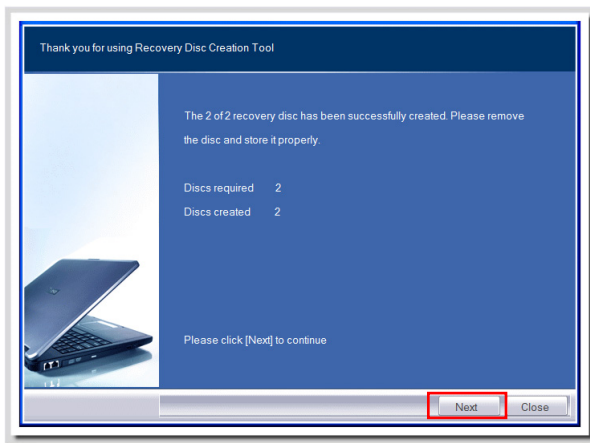 Thank you for using Recovery Disc Creation Tool
The 2 of 2 recovery disc has been successfully created. Please remove
the disc and store it properly.
Discs required 2
Discs created 2
Please click [Next] to continue
Next Close